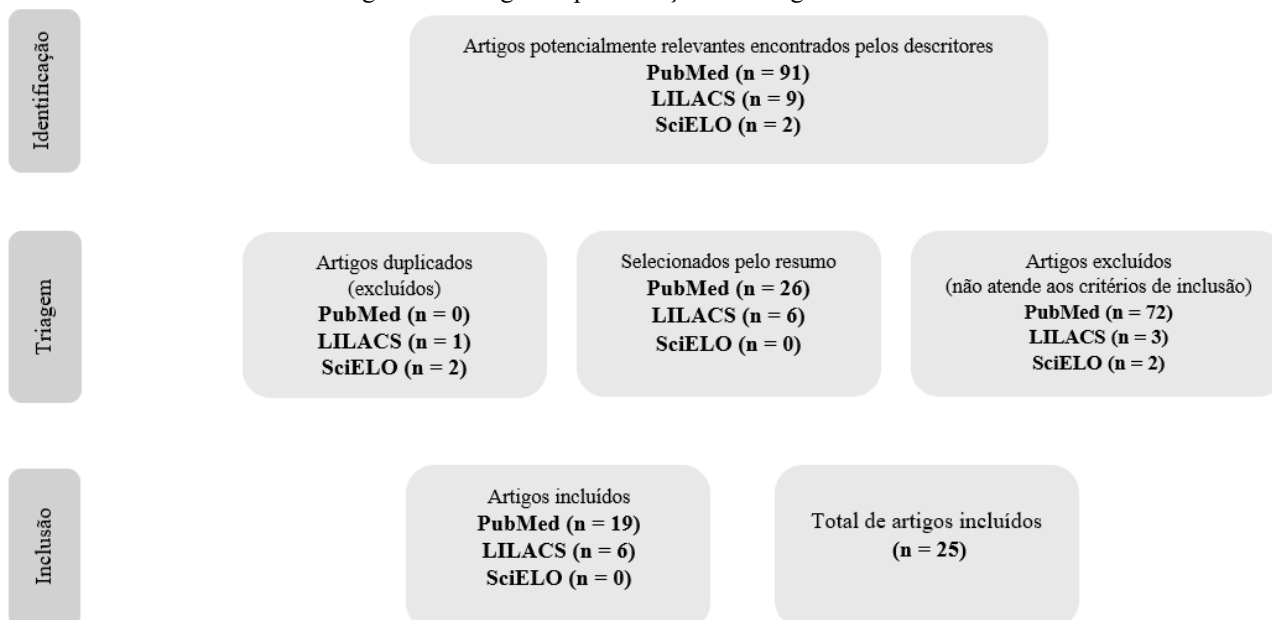 Identificação
Artigos potencialmente relevantes encontrados pelos descritores
PubMed (n = 91)
LILACS (n = 9)
SciELO (n = 2)
Triagem
Artigos duplicados
(excluídos)
PubMed (n = 0)
LILACS (n = 1)
SciELO (n = 2)
Selecionados pelo resumo
PubMed (n = 26)
LILACS (n = 6)
SciELO (n = 0)
Artigos excluídos
(não atende aos critérios de inclusão)
PubMed (n = 72)
LILACS (n = 3)
SciELO (n = 2)
Inclusão
Artigos incluídos
PubMed (n = 19)
LILACS (n = 6)
SciELO (n = 0)
Total de artigos incluídos
(n = 25)